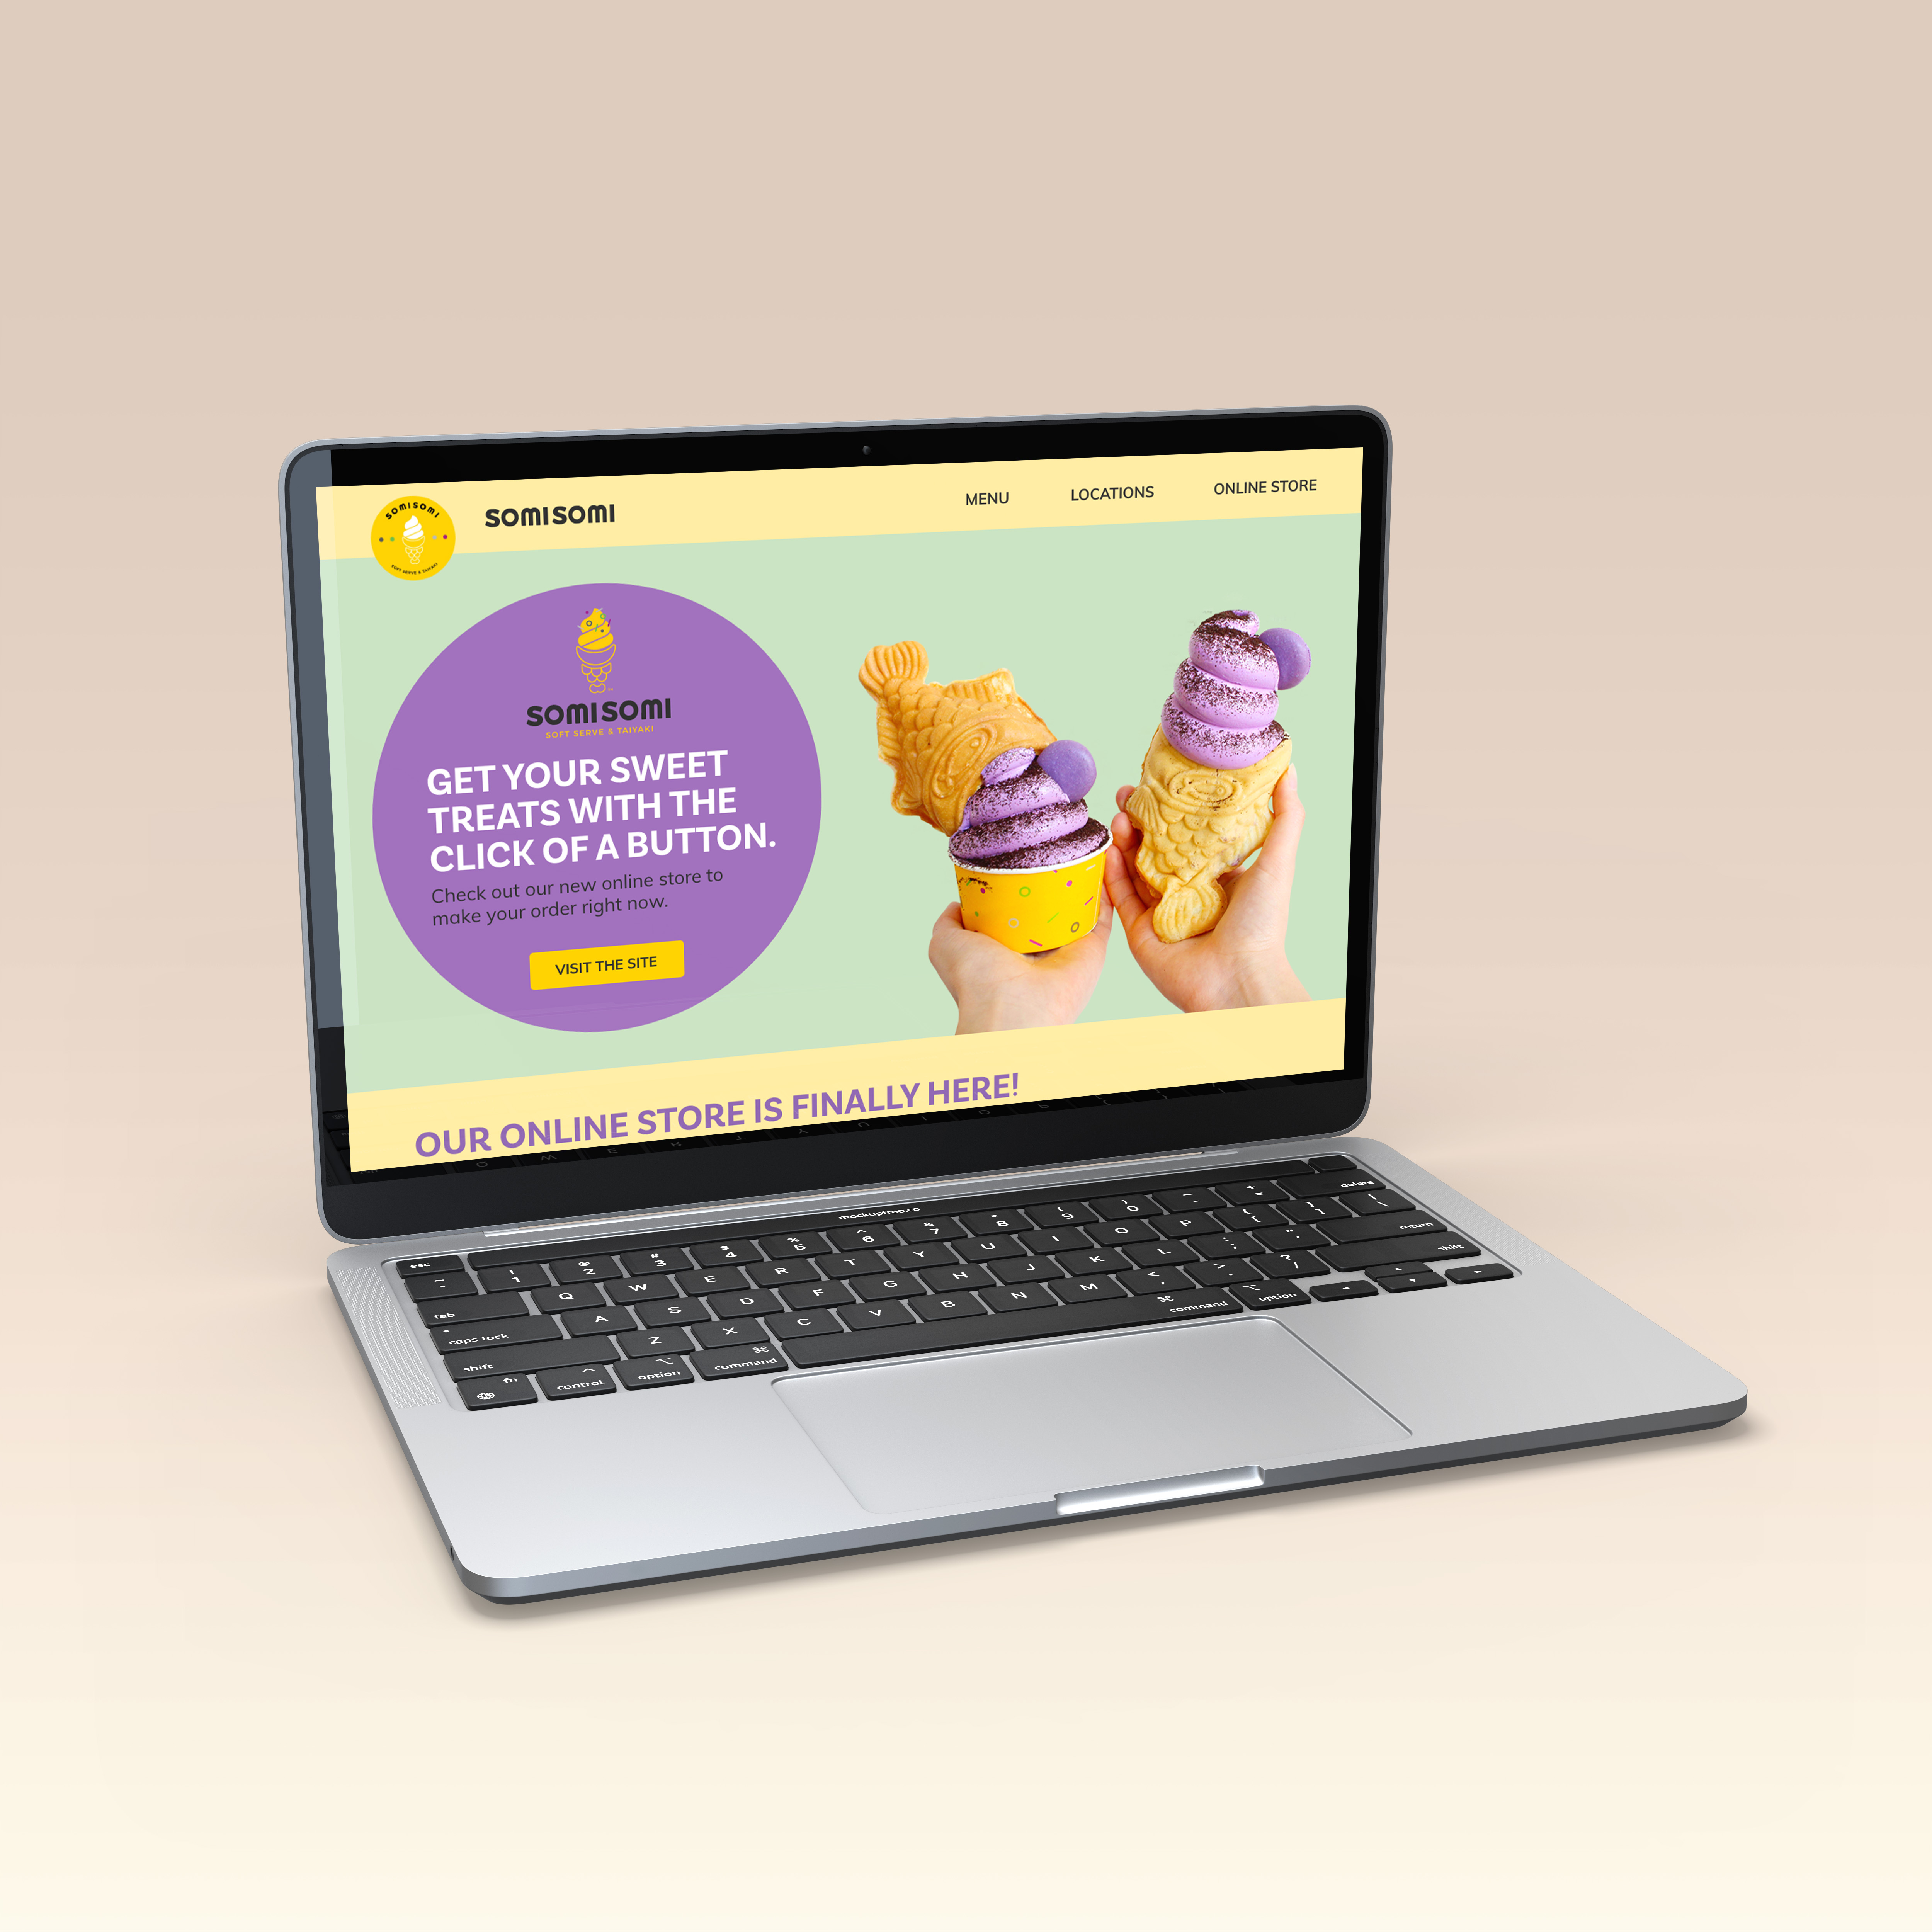 SOMISOMI
SOFT SERVE & TAIYAKI
SOMISOMI
MENU LOCATIONS ONLINE STORE
SOMISOMI
SOFT SERVE & TAIYAKI
GET YOUR SWEET
TREATS WITH THE
CLICK OF A BUTTON.
Check out our new online store to
make your order right now.
VISIT THE SITE
OUR ONLINE STORE IS FINALLY HERE!
mockupfree.co
esc
~ ` ! 1 @ 2 # 3 $ 4 % 5 ^ 6 & 7 * 8 ( 9 ) 0 — - + = delete
tab Q W E R T Y U I O P { [ } ] | \
caps lock A S D F G H J K L : ; " ' return
shift Z X C V B N M < , > . ? / shift
fn control option command command option